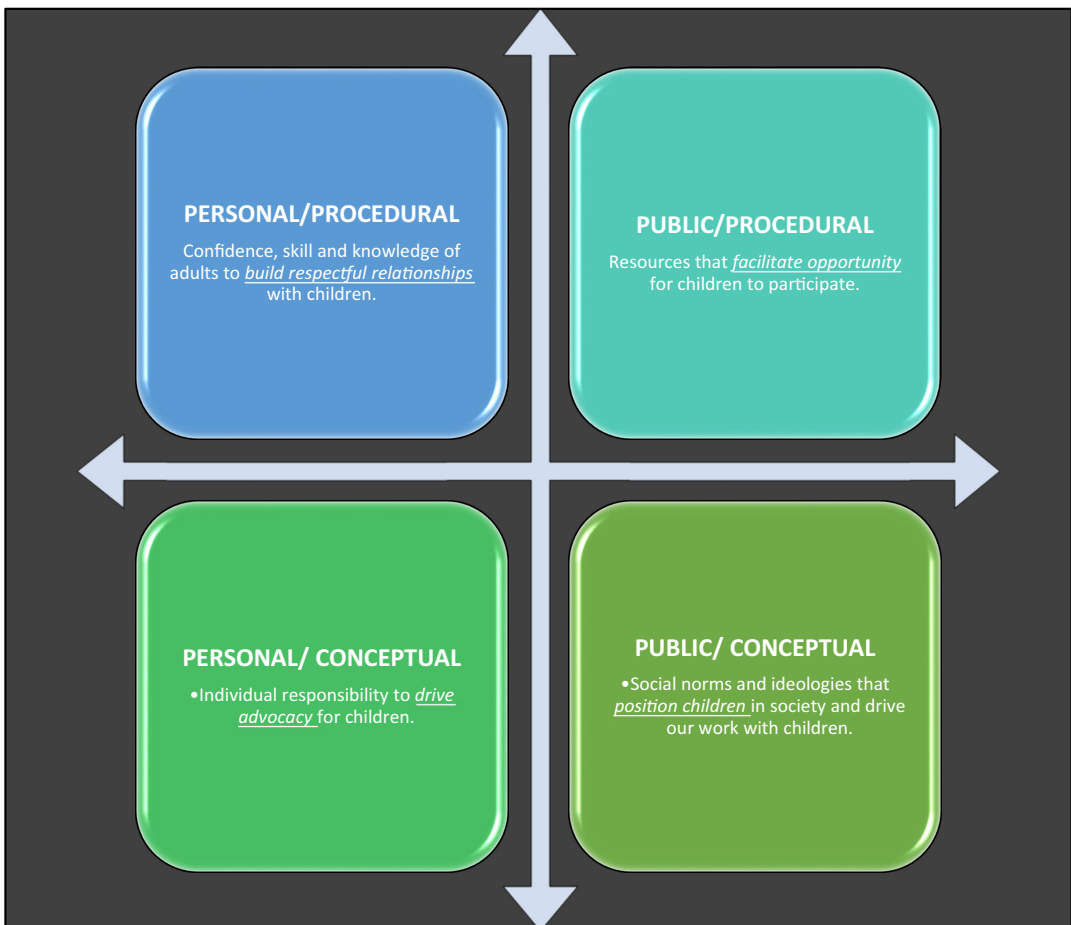 PERSONAL/PROCEDURAL
Confidence, skill and knowledge of
adults to build respectful relationships
with children.
PUBLIC/PROCEDURAL
Resources that facilitate opportunity
for children to participate.
PERSONAL/ CONCEPTUAL
•Individual responsibility to drive
advocacy for children.
PUBLIC/ CONCEPTUAL
•Social norms and ideologies that
position children in society and drive
our work with children.